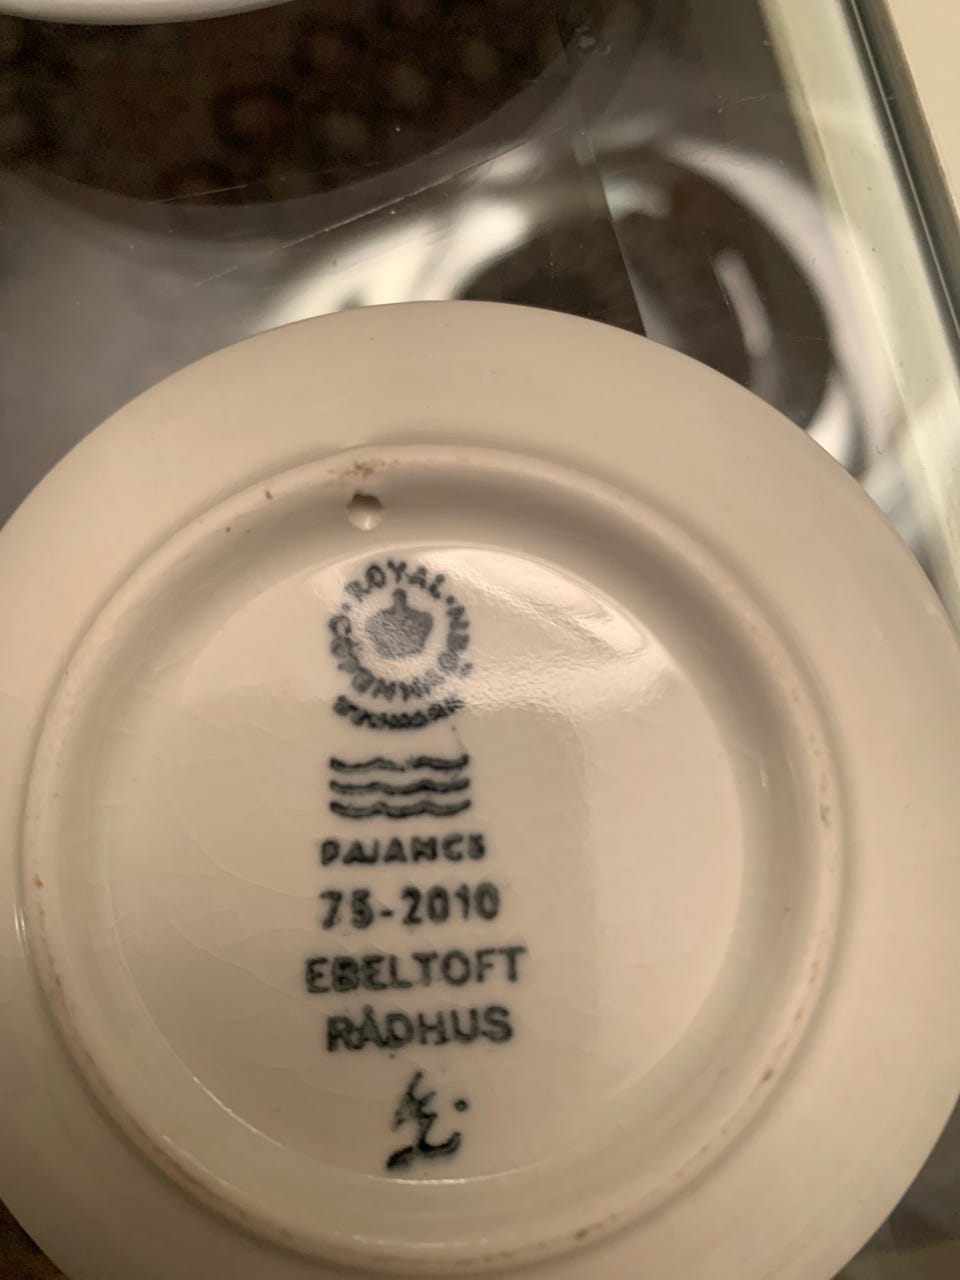 ROYAL COPENHAGEN
DENMARK
FAJANCE
75-2010
EBELTOFT
RÅDHUS